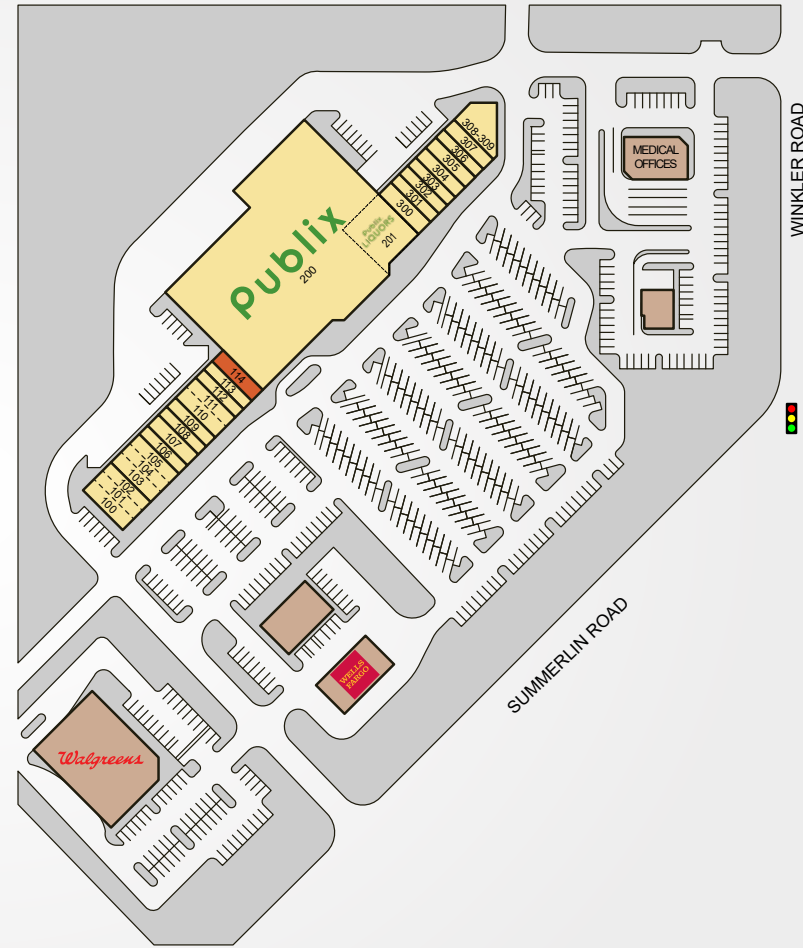 WINKLER ROAD
MEDICAL
OFFICES
308-309
307
306
305
304
303
302
301
300
publix
LIQUORS
201
Publix
200
114
113
112
111
110
109
108
107
106
105
104
103
102
101
100
SUMMERLIN ROAD
WELLS
FARGO
Walgreens